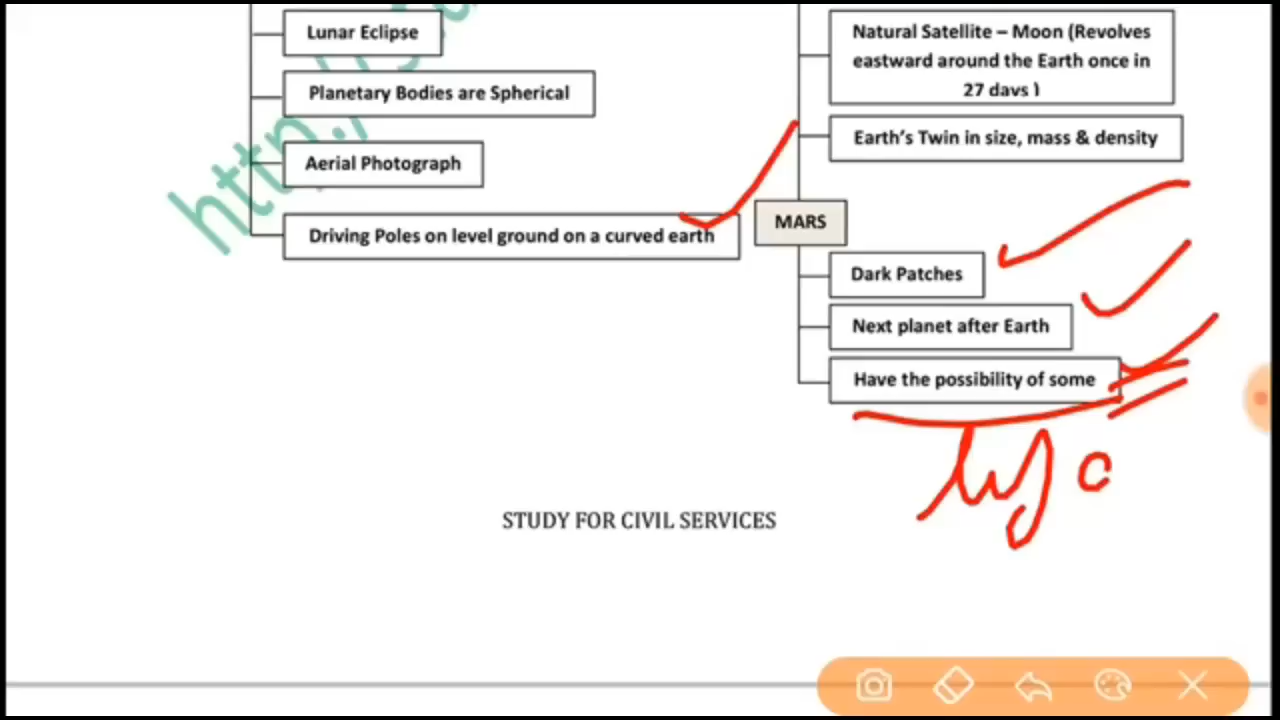 Lunar Eclipse
Planetary Bodies are Spherical
Aerial Photograph
Driving Poles on level ground on a curved earth
Natural Satellite – Moon (Revolves
eastward around the Earth once in
27 days )
Earth's Twin in size, mass & density
MARS
Dark Patches
Next planet after Earth
Have the possibility of some
life
STUDY FOR CIVIL SERVICES